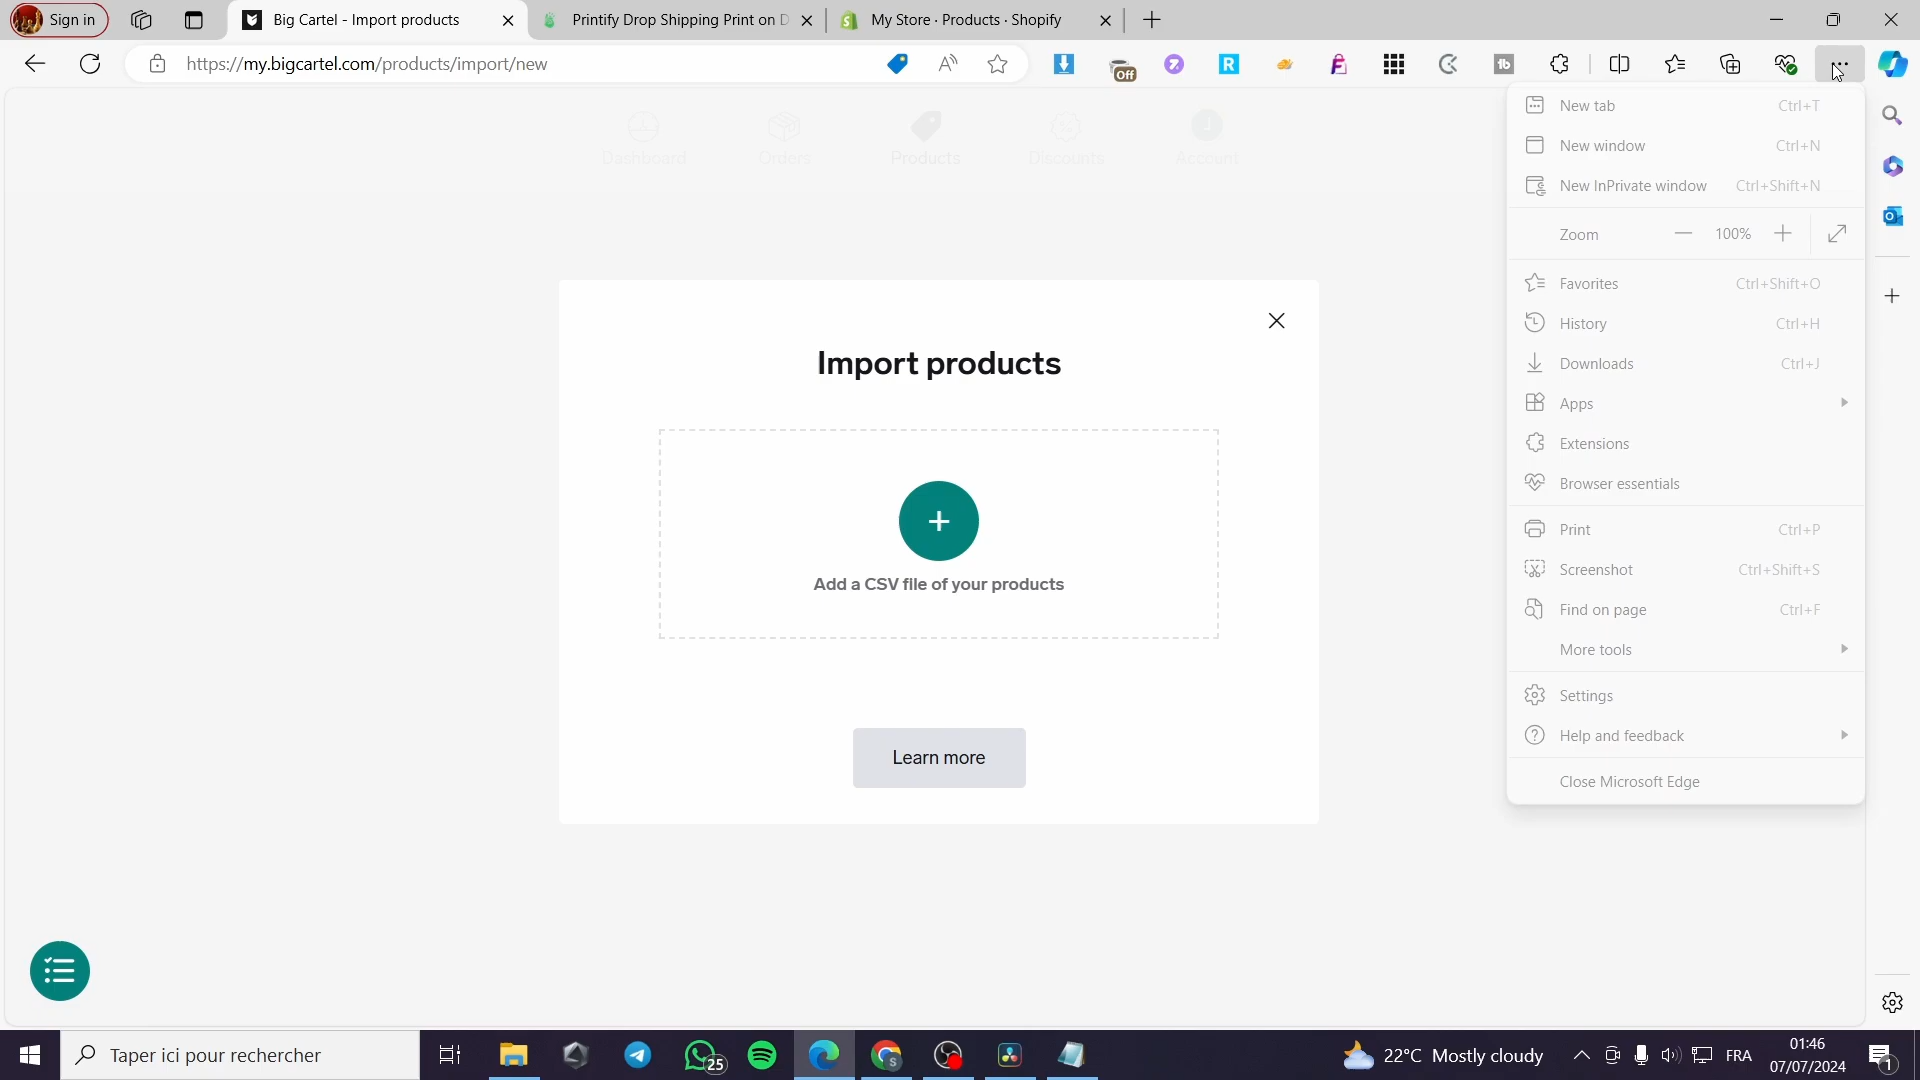 Sign in
Big Cartel - Import products
Printify Drop Shipping Print on D
My Store · Products · Shopify
https://my.bigcartel.com/products/import/new
Off
Dashboard
Orders
Products
Discounts
Account
New tab Ctrl+T
New window Ctrl+N
New InPrivate window Ctrl+Shift+N
Zoom 100%
Favorites Ctrl+Shift+O
History Ctrl+H
Downloads Ctrl+J
Apps
Extensions
Browser essentials
Print Ctrl+P
Screenshot Ctrl+Shift+S
Find on page Ctrl+F
More tools
Settings
Help and feedback
Close Microsoft Edge
Import products
Add a CSV file of your products
Learn more
Taper ici pour rechercher
25
22°C Mostly cloudy
FRA
01:46
07/07/2024
1